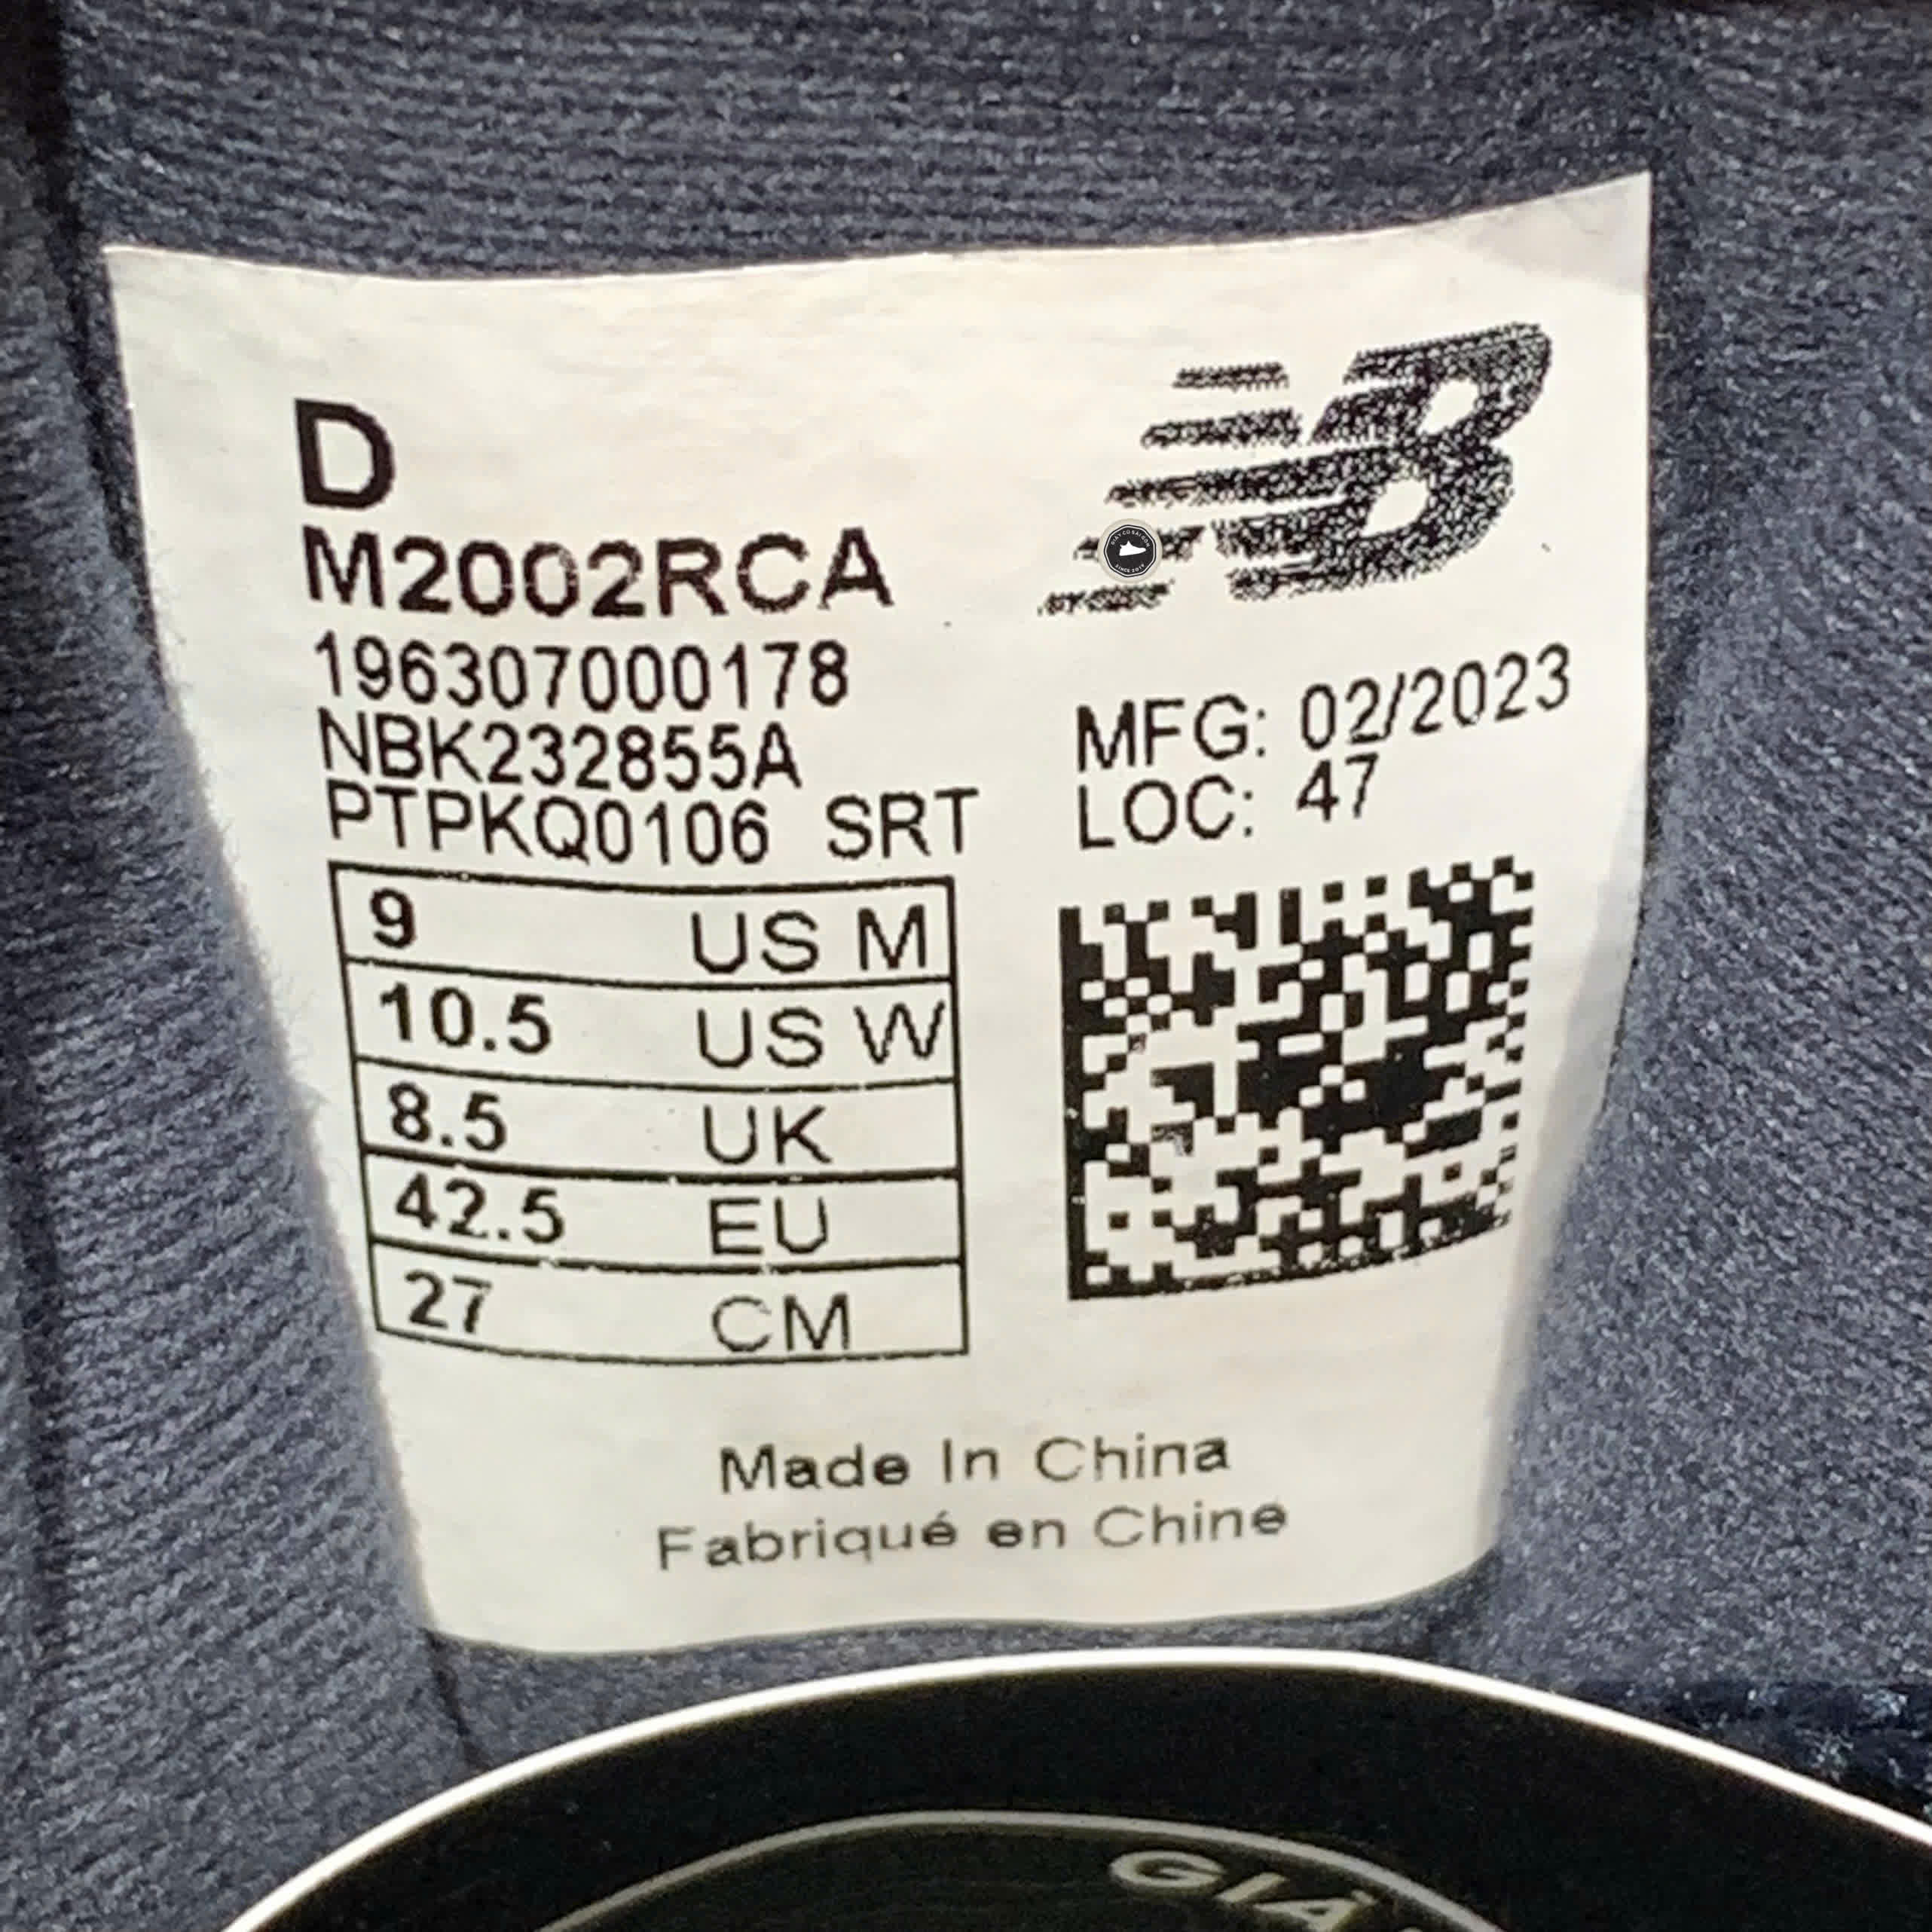 D
M2002RCA
196307000178
NBK232855A
PTPKQ0106 SRT
NB
MFG: 02/2023
LOC: 47
9 US M
10.5 US W
8.5 UK
42.5 EU
27 CM
Made In China
Fabriqué en Chine